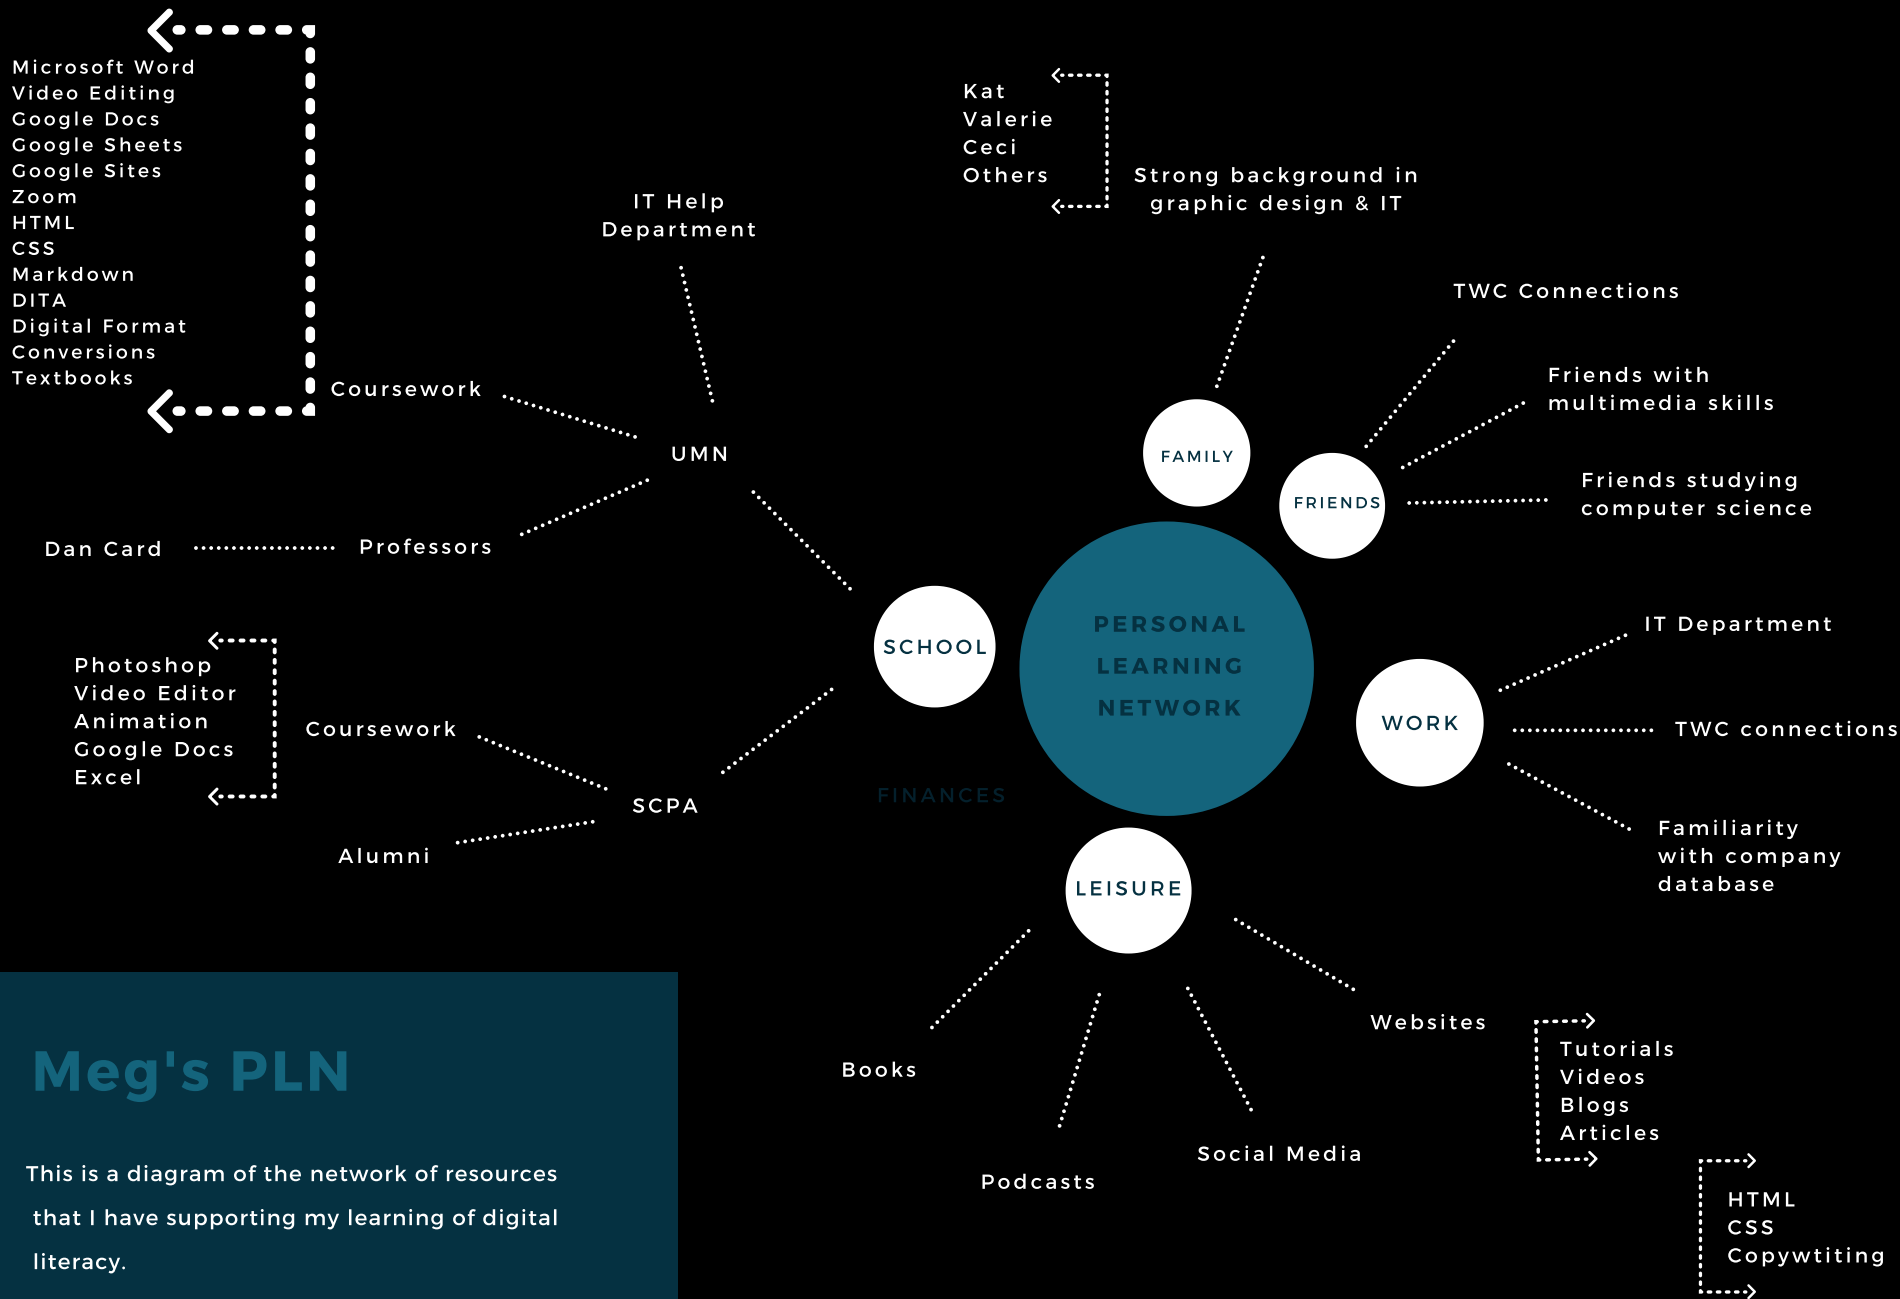 Microsoft Word
Video Editing
Google Docs
Google Sheets
Google Sites
Zoom
HTML
CSS
Markdown
DITA
Digital Format
Conversions
Textbooks
Coursework
IT Help
Department
UMN
Dan Card
Professors
Kat
Valerie
Ceci
Others
Strong background in
graphic design & IT
TWC Connections
Friends with
multimedia skills
Friends studying
computer science
FAMILY
FRIENDS
SCHOOL
PERSONAL
LEARNING
NETWORK
WORK
IT Department
TWC connections
Familiarity
with company
database
Photoshop
Video Editor
Animation
Google Docs
Excel
Coursework
SCPA
Alumni
FINANCES
LEISURE
Books
Podcasts
Social Media
Websites
Tutorials
Videos
Blogs
Articles
HTML
CSS
Copywtiting
Meg's PLN
This is a diagram of the network of resources
that I have supporting my learning of digital
literacy.